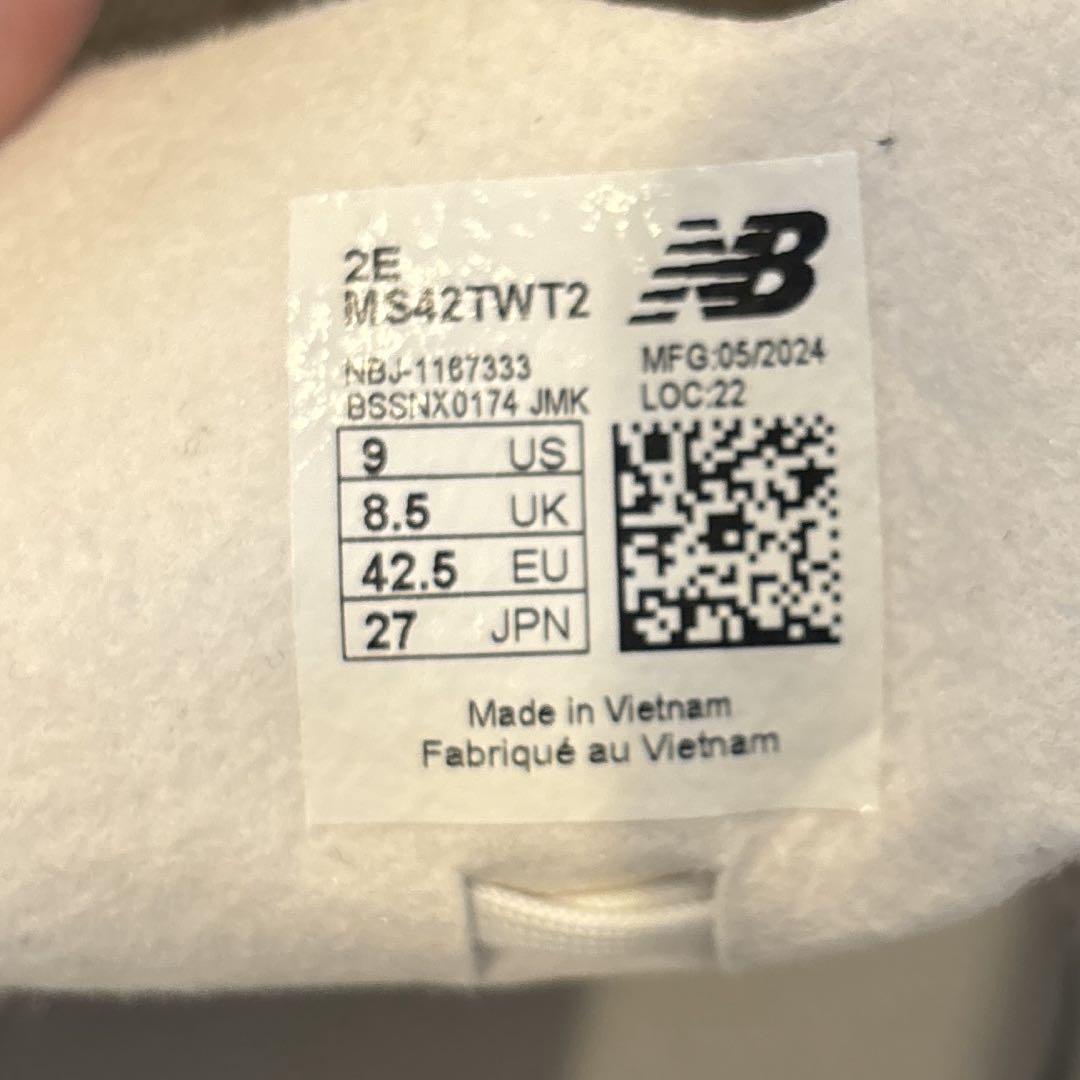 2E
MS42TWT2
NB
NBJ-1167333
BSSNX0174 JMK
MFG:05/2024
LOC:22
9 US
8.5 UK
42.5 EU
27 JPN
Made in Vietnam
Fabriqué au Vietnam